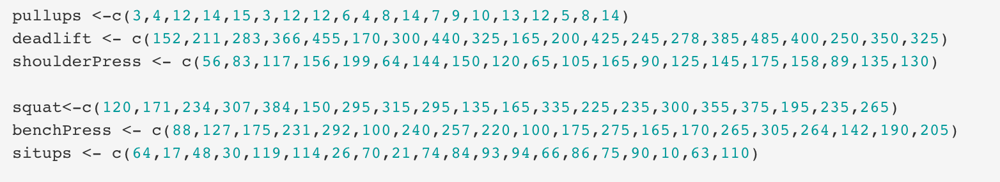 pullups <-c(3,4,12,14,15,3,12,12,6,4,8,14,7,9,10,13,12,5,8,14)
deadlift <- c(152,211,283,366,455,170,300,440,325,165,200,425,245,278,385,485,400,250,350,325)
shoulderPress <- c(56,83,117,156,199,64,144,150,120,65,105,165,90,125,145,175,158,89,135,130)
squat<-c(120,171,234,307,384,150,295,315,295,135,165,335,225,235,300,355,375,195,235,265)
benchPress <- c(88,127,175,231,292,100,240,257,220,100,175,275,165,170,265,305,264,142,190,205)
situps <- c(64,17,48,30,119,114,26,70,21,74,84,93,94,66,86,75,90,10,63,110)